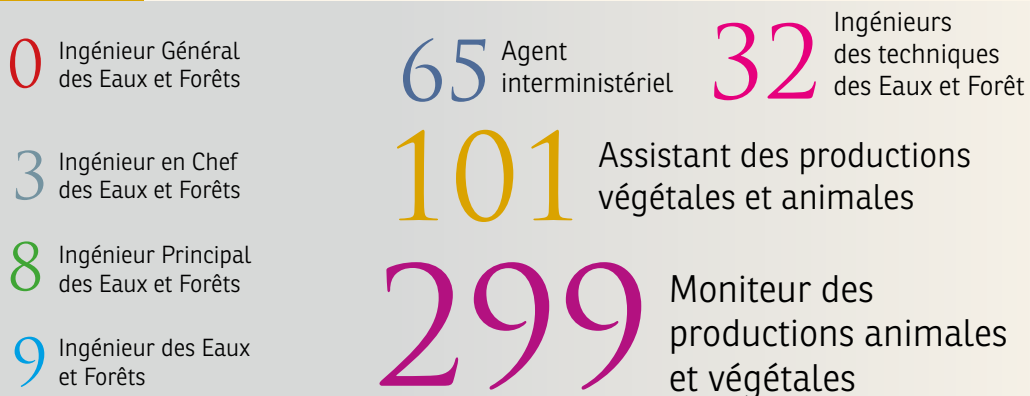 0 Ingénieur Général
des Eaux et Forêts
3 Ingénieur en Chef
des Eaux et Forêts
8 Ingénieur Principal
des Eaux et Forêts
9 Ingénieur des Eaux
et Forêts
65 Agent
interministériel
32 Ingénieurs
des techniques
des Eaux et Forêt
101 Assistant des productions
végétales et animales
299 Moniteur des
productions animales
et végétales